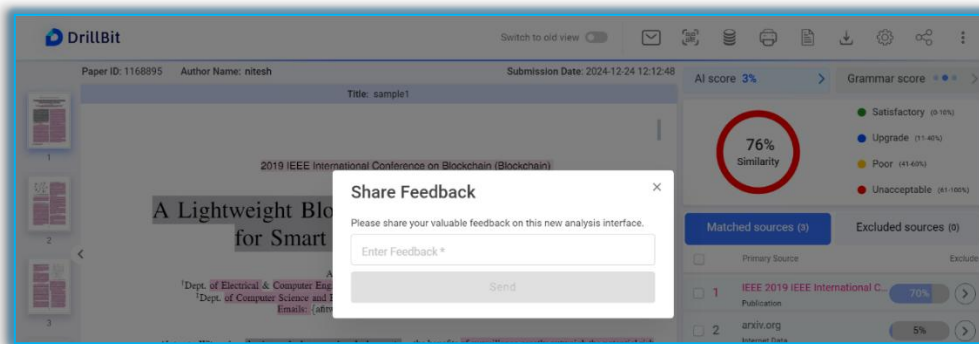 DrillBit
Switch to old view
Paper ID: 1168895 Author Name: nitesh Submission Date: 2024-12-24 12:12:48
Title: sample1
AI score 3% Grammar score
76%
Similarity
Satisfactory (0-10%)
Upgrade (11-40%)
Poor (41-60%)
Unacceptable (61-100%)
1
2
3
2019 IEEE International Conference on Blockchain (Blockchain)
A Lightweight Blo
for Smart
A
Dept. of Electrical & Computer Eng
Dept. of Computer Science and E
Emails:
Share Feedback
Please share your valuable feedback on this new analysis interface.
Enter Feedback *
Send
Matched sources (3) Excluded sources (0)
Primary Source Exclude
1 IEEE 2019 IEEE International C... 70%
Publication
2 arxiv.org 5%
Internet Data